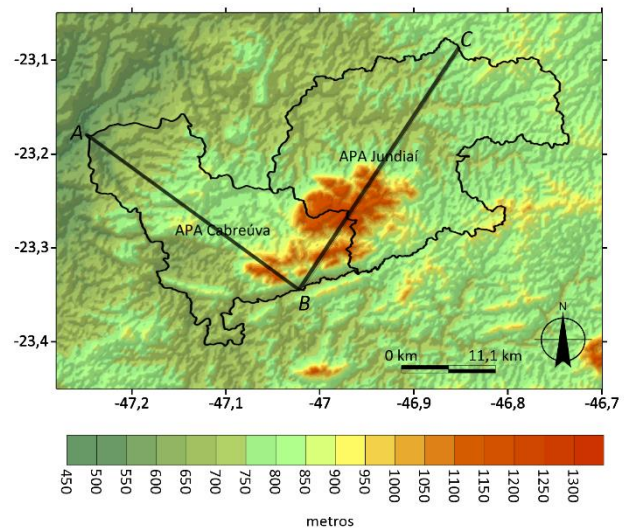 C
-23,1
A
-23,2
APA Jundiaí
APA Cabreúva
-23,3
B
N
-23,4
0 km 11,1 km
-47,2 -47,1 -47 -46,9 -46,8 -46,7
450 500 550 600 650 700 750 800 850 900 950 1000 1050 1100 1150 1200 1250 1300
metros